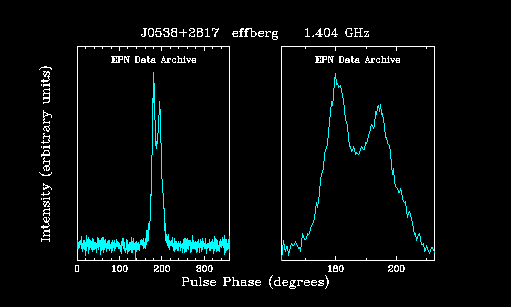 J0538+2817 effberg 1.404 GHz
EPN Data Archive EPN Data Archive
Intensity (arbitrary units)
0 100 200 300 180 200
Pulse Phase (degrees)